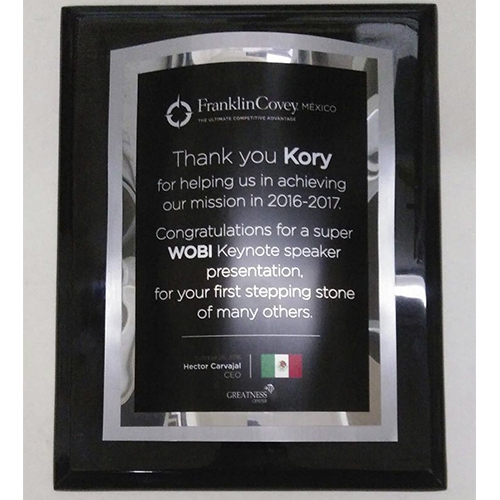 FranklinCovey MÉXICO
THE ULTIMATE COMPETITIVE ADVANTAGE
Thank you Kory
for helping us in achieving
our mission in 2016-2017.
Congratulations for a super
WOBI Keynote speaker
presentation,
for your first stepping stone
of many others.
Hector Carvajal
CEO
GREATNESS
CENTER